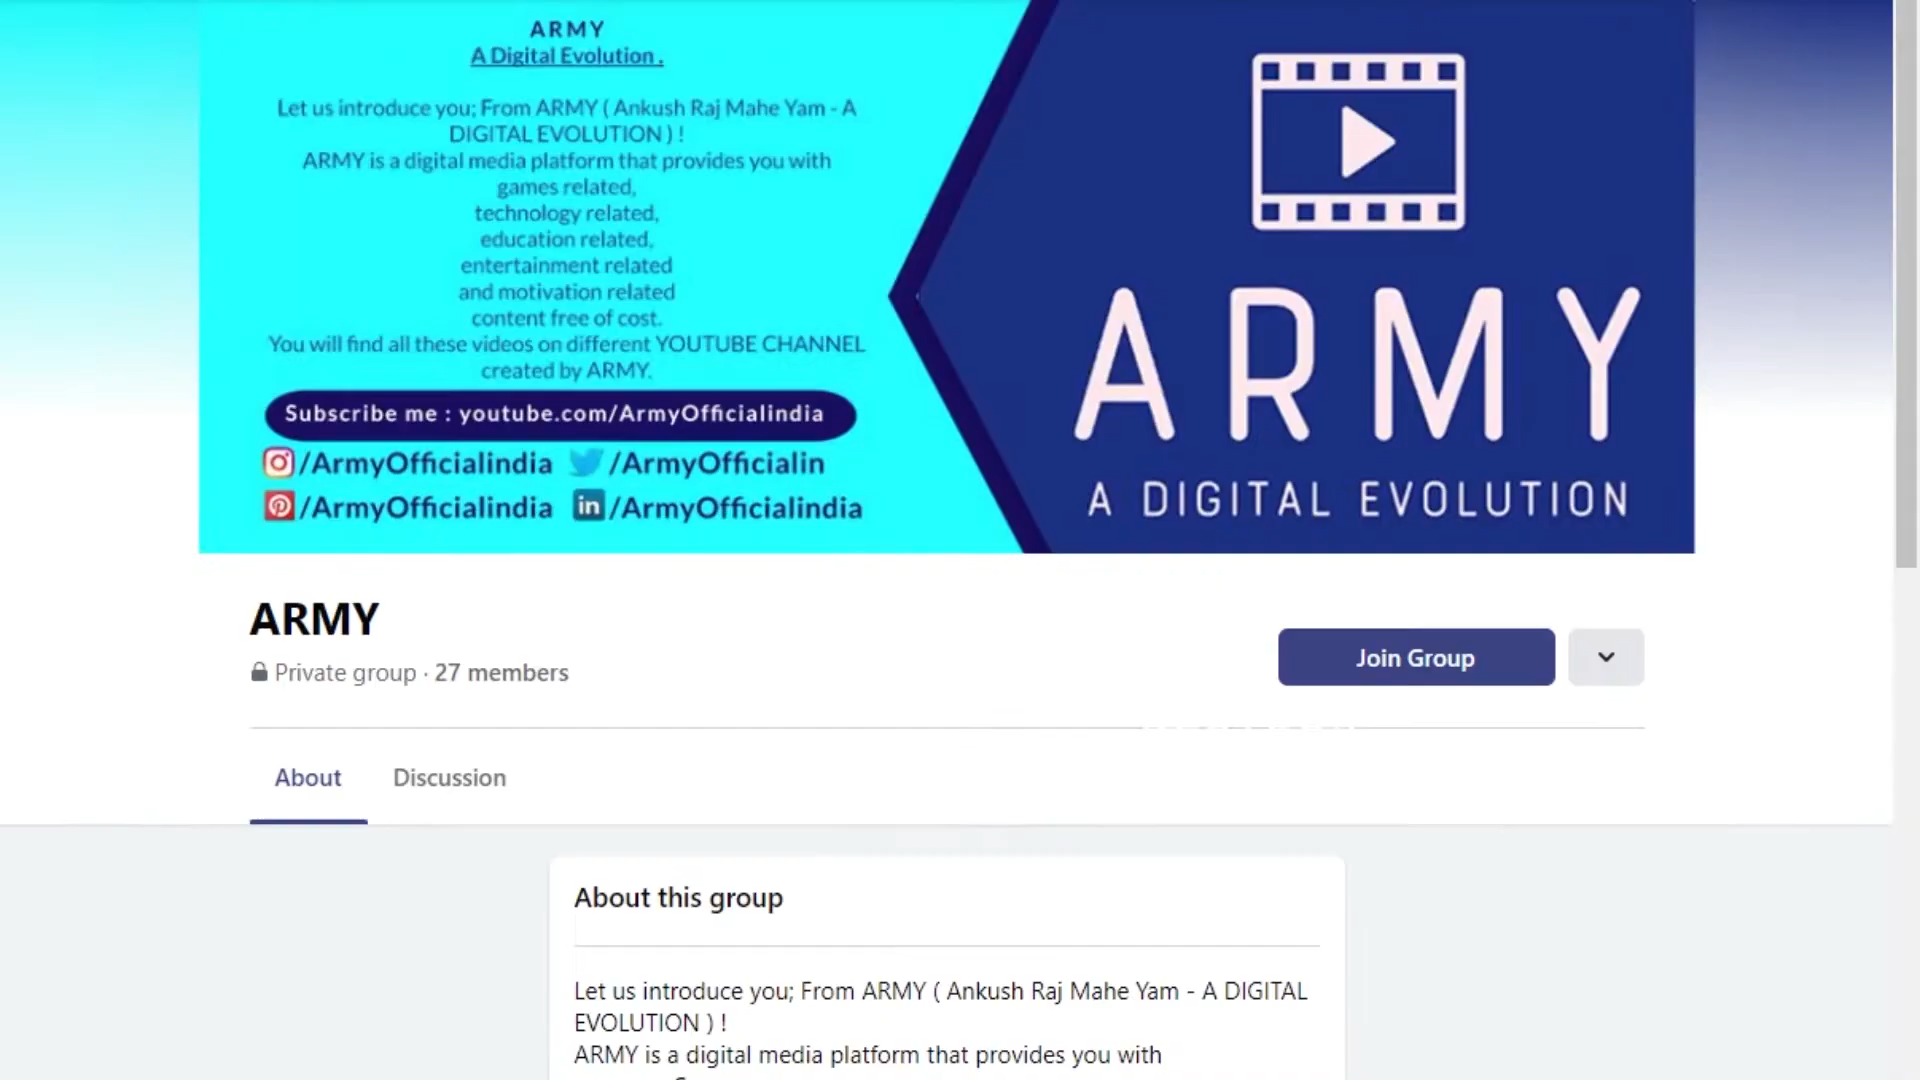 ARMY
A Digital Evolution .
Let us introduce you; From ARMY ( Ankush Raj Mahe Yam - A
DIGITAL EVOLUTION ) !
ARMY is a digital media platform that provides you with
games related,
technology related,
education related,
entertainment related
and motivation related
content free of cost.
You will find all these videos on different YOUTUBE CHANNEL
created by ARMY.
Subscribe me : youtube.com/ArmyOfficialindia
/ArmyOfficialindia /ArmyOfficialin
/ArmyOfficialindia in /ArmyOfficialindia
ARMY
A DIGITAL EVOLUTION
ARMY
Private group · 27 members
Join Group
About Discussion
About this group
Let us introduce you; From ARMY ( Ankush Raj Mahe Yam - A DIGITAL
EVOLUTION ) !
ARMY is a digital media platform that provides you with